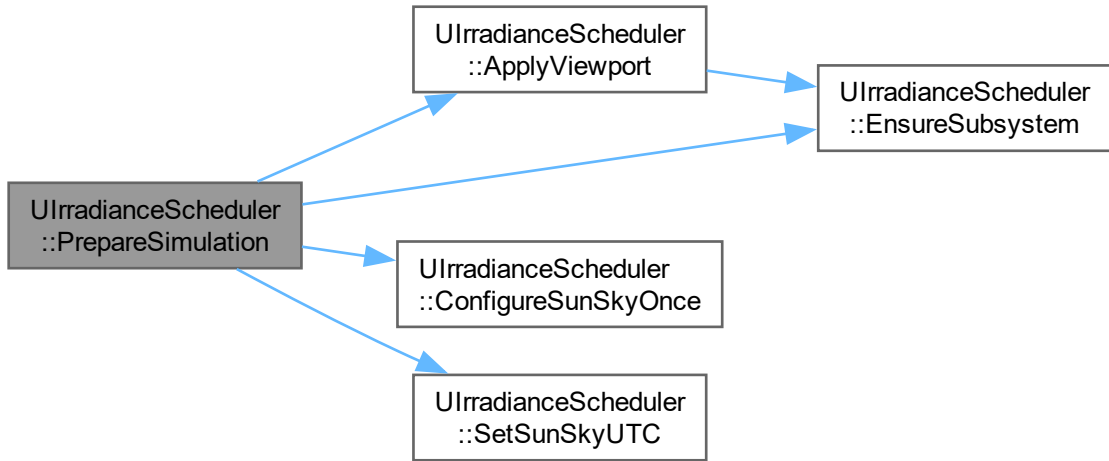 UIrradianceScheduler
::PrepareSimulation
UIrradianceScheduler
::ApplyViewport
UIrradianceScheduler
::EnsureSubsystem
UIrradianceScheduler
::ConfigureSunSkyOnce
UIrradianceScheduler
::SetSunSkyUTC